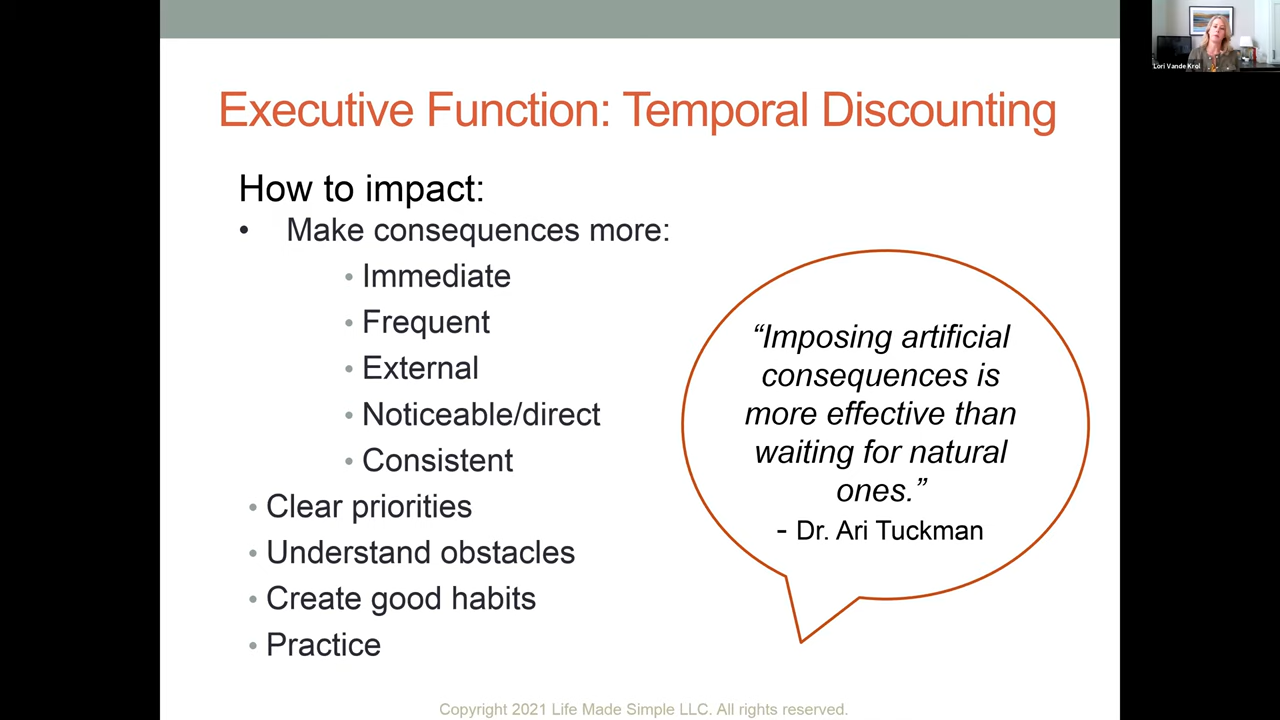 Lori Vande Krol
Executive Function: Temporal Discounting
How to impact:
• Make consequences more:
• Immediate
• Frequent
• External
• Noticeable/direct
• Consistent
• Clear priorities
• Understand obstacles
• Create good habits
• Practice
“Imposing artificial
consequences is
more effective than
waiting for natural
ones.”
- Dr. Ari Tuckman
Copyright 2021 Life Made Simple LLC. All rights reserved.